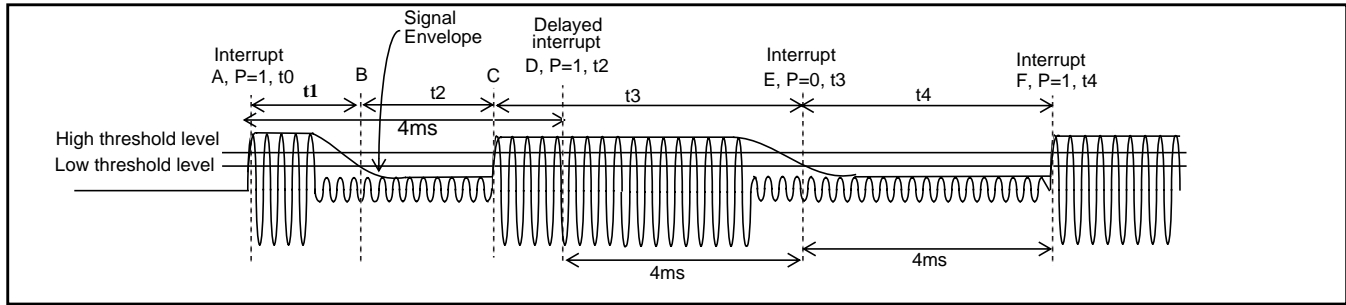 Signal
Envelope
Delayed
interrupt
D, P=1, t2
Interrupt
A, P=1, t0
B
C
Interrupt
E, P=0, t3
Interrupt
F, P=1, t4
t1
t2
t3
t4
4ms
High threshold level
Low threshold level
4ms
4ms